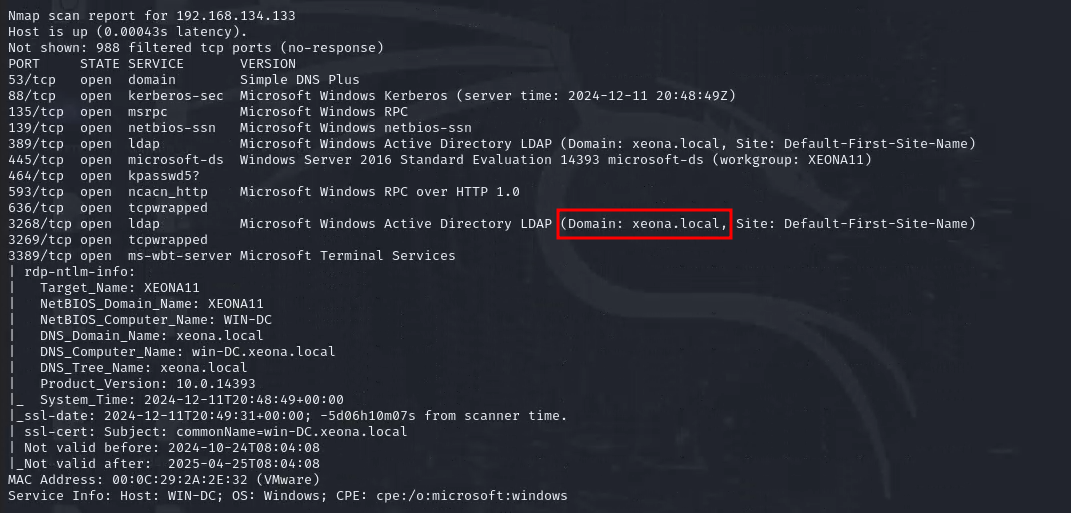 Nmap scan report for 192.168.134.133
Host is up (0.00043s latency).
Not shown: 988 filtered tcp ports (no-response)
PORT     STATE SERVICE       VERSION
53/tcp   open  domain        Simple DNS Plus
88/tcp   open  kerberos-sec  Microsoft Windows Kerberos (server time: 2024-12-11 20:48:49Z)
135/tcp  open  msrpc         Microsoft Windows RPC
139/tcp  open  netbios-ssn   Microsoft Windows netbios-ssn
389/tcp  open  ldap          Microsoft Windows Active Directory LDAP (Domain: xeona.local, Site: Default-First-Site-Name)
445/tcp  open  microsoft-ds  Windows Server 2016 Standard Evaluation 14393 microsoft-ds (workgroup: XEONA11)
464/tcp  open  kpasswd5?
593/tcp  open  ncacn_http    Microsoft Windows RPC over HTTP 1.0
636/tcp  open  tcpwrapped
3268/tcp open  ldap          Microsoft Windows Active Directory LDAP (Domain: xeona.local, Site: Default-First-Site-Name)
3269/tcp open  tcpwrapped
3389/tcp open  ms-wbt-server Microsoft Terminal Services
| rdp-ntlm-info:
|   Target_Name: XEONA11
|   NetBIOS_Domain_Name: XEONA11
|   NetBIOS_Computer_Name: WIN-DC
|   DNS_Domain_Name: xeona.local
|   DNS_Computer_Name: win-DC.xeona.local
|   DNS_Tree_Name: xeona.local
|   Product_Version: 10.0.14393
|_  System_Time: 2024-12-11T20:48:49+00:00
|_ssl-date: 2024-12-11T20:49:31+00:00; -5d06h10m07s from scanner time.
| ssl-cert: Subject: commonName=win-DC.xeona.local
| Not valid before: 2024-10-24T08:04:08
|_Not valid after:  2025-04-25T08:04:08
MAC Address: 00:0C:29:2A:2E:32 (VMware)
Service Info: Host: WIN-DC; OS: Windows; CPE: cpe:/o:microsoft:windows